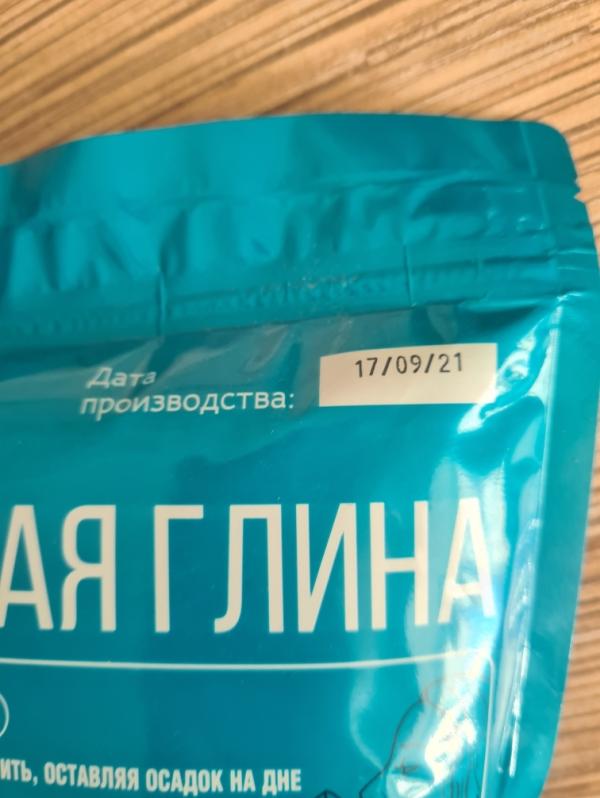 Дата
производства:
17/09/21
АЯ ГЛИНА
ИТЬ, ОСТАВЛЯЯ ОСАДОК НА ДНЕ